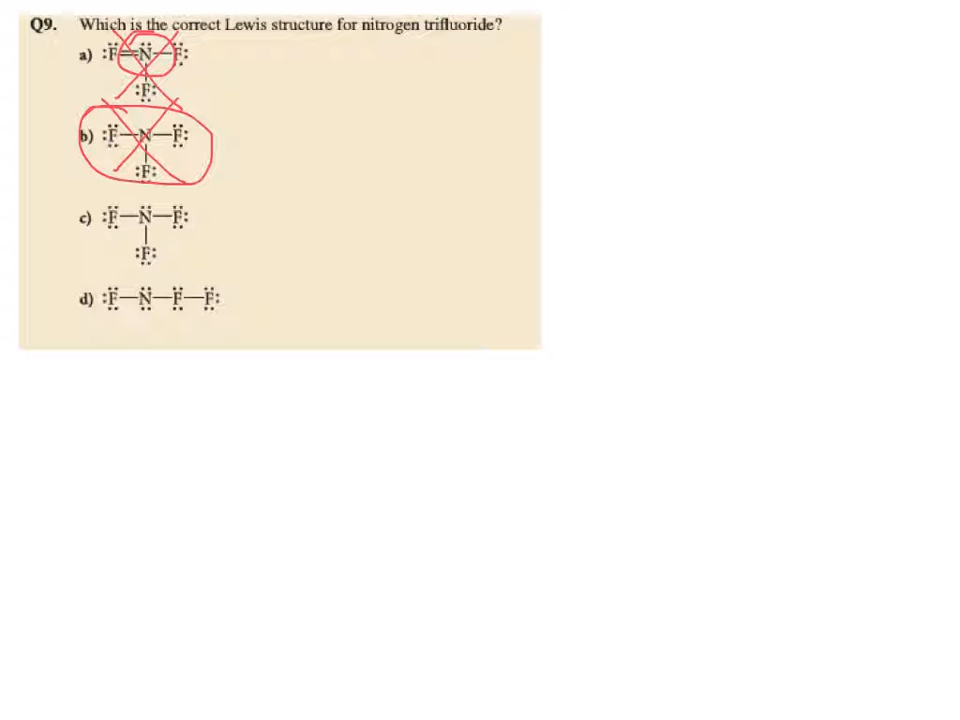 Q9. Which is the correct Lewis structure for nitrogen trifluoride?
a) :F̈=N̈—F̈:
:F̤:
b) :F̤̈—N—F̤̈:
:F̤:
c) :F̤̈—N̈—F̤̈:
:F̤:
d) :F̤̈—N̤̈—F̤̈—F̤̈: